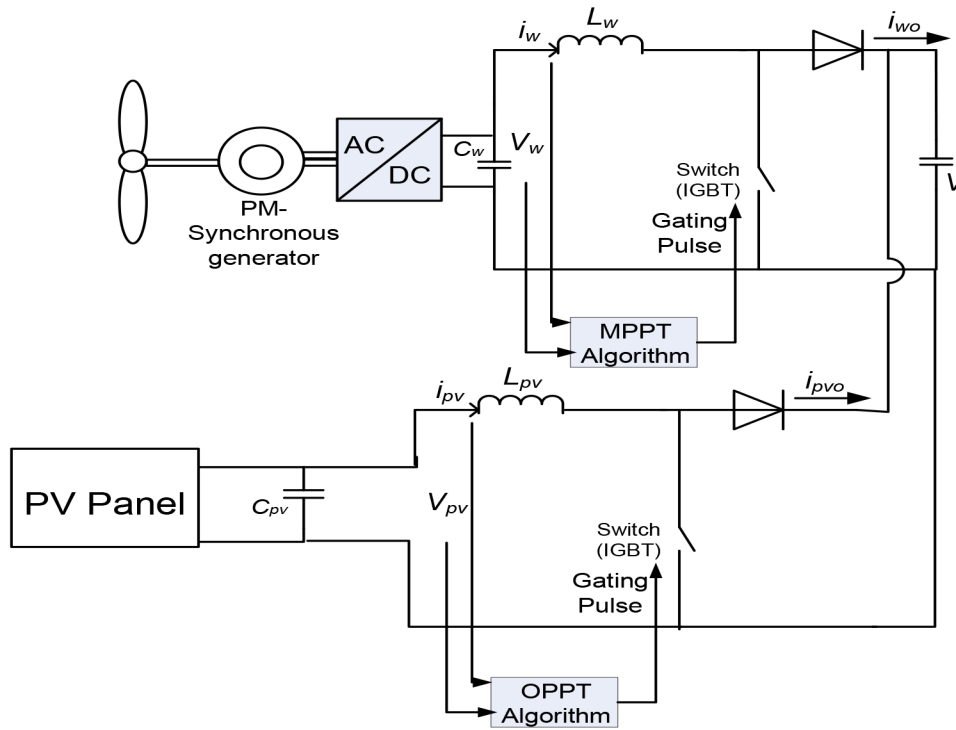 i_w
L_w
i_wo
AC
DC
C_w
V_w
Switch
(IGBT)
Gating
Pulse
V
PM-
Synchronous
generator
MPPT
Algorithm
i_pv
L_pv
i_pvo
PV Panel
C_pv
V_pv
Switch
(IGBT)
Gating
Pulse
OPPT
Algorithm